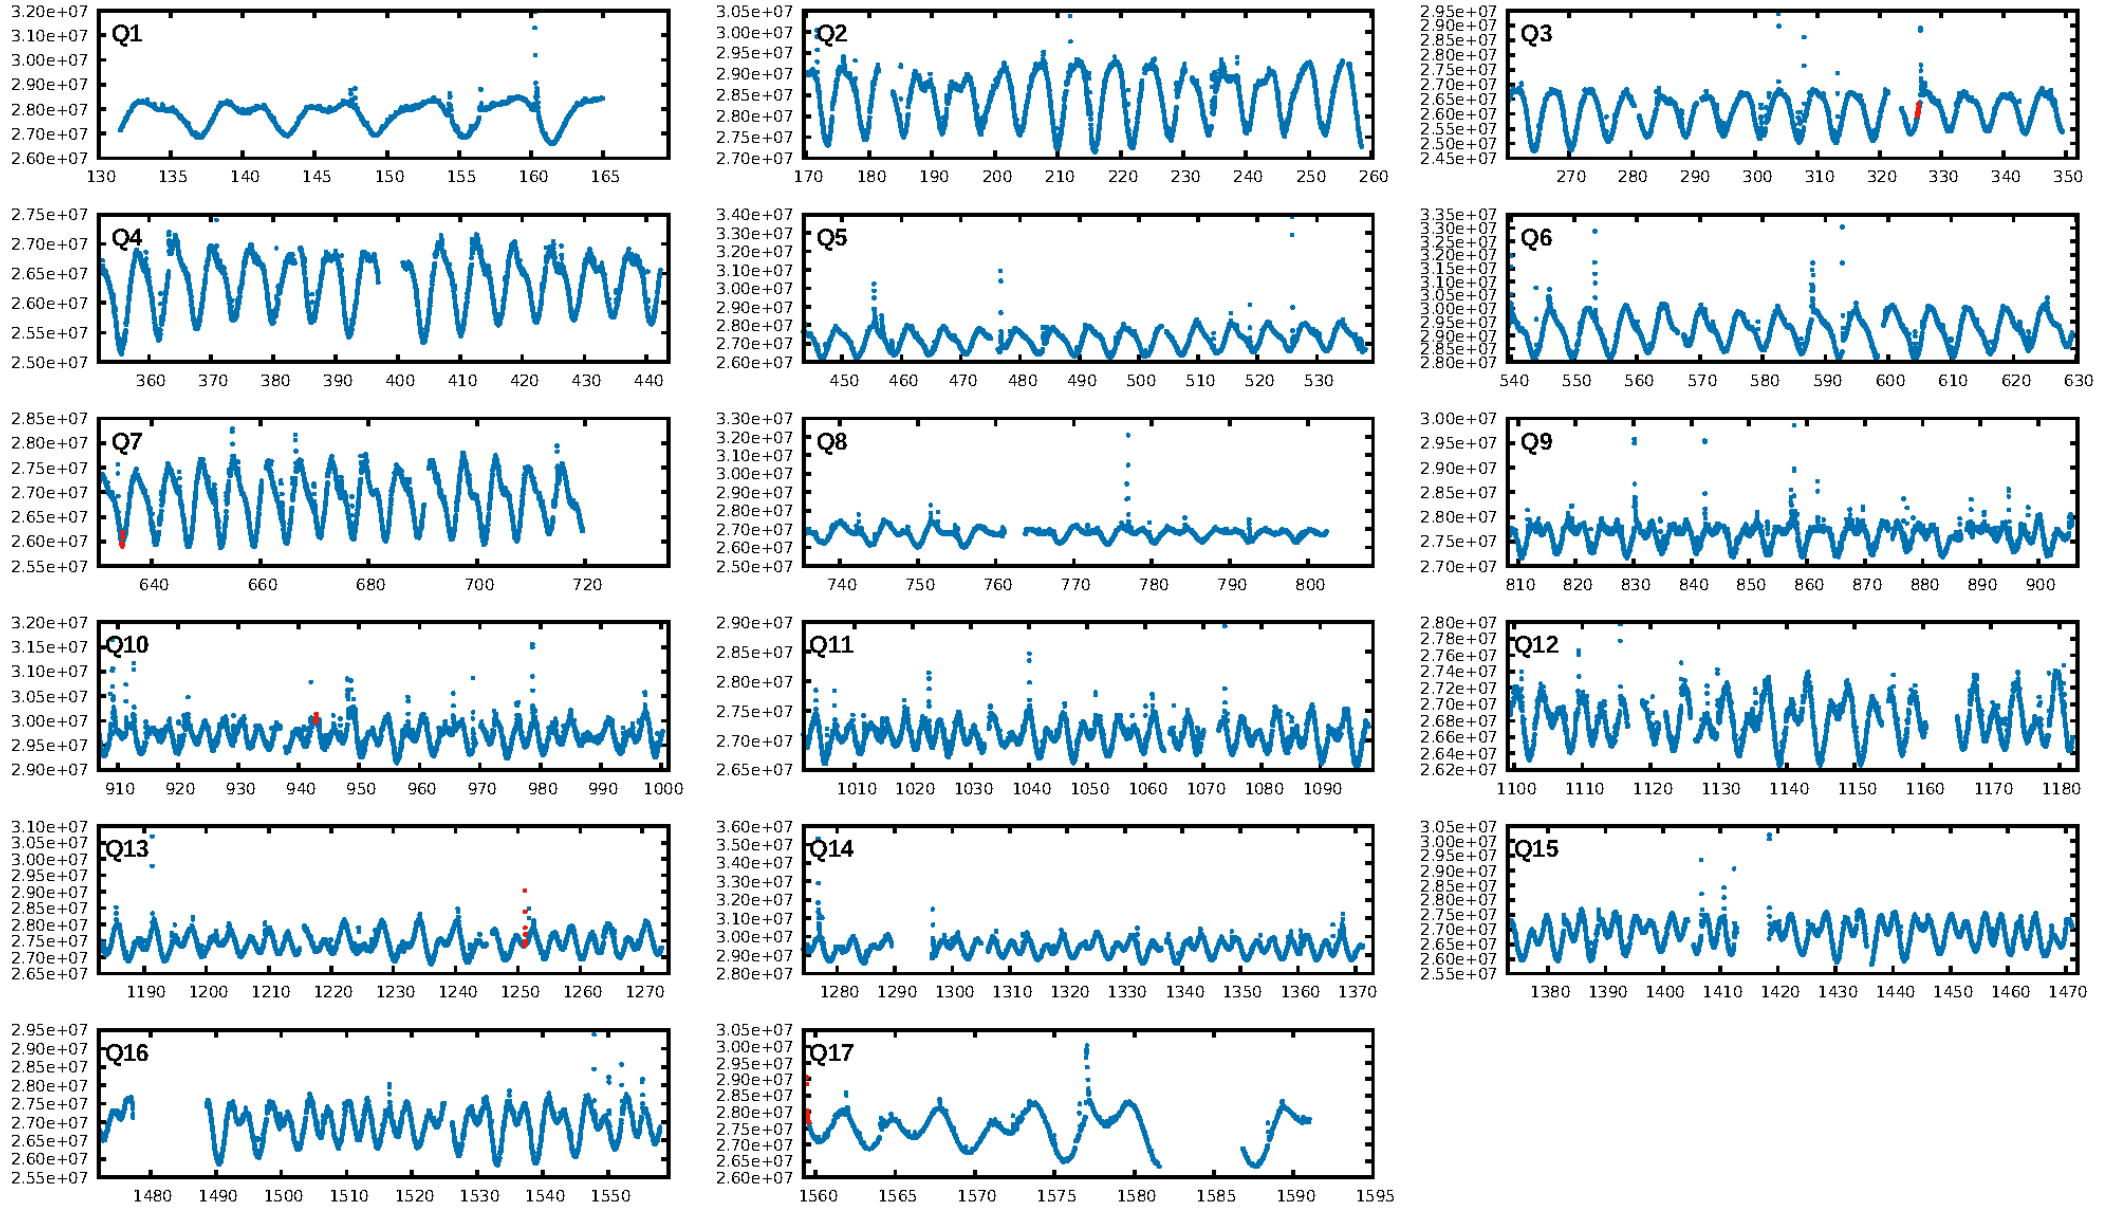 3.20e+07
3.10e+07
3.00e+07
2.90e+07
2.80e+07
2.70e+07
2.60e+07
Q1
130 135 140 145 150 155 160 165
3.05e+07
3.00e+07
2.95e+07
2.90e+07
2.85e+07
2.80e+07
2.75e+07
2.70e+07
Q2
170 180 190 200 210 220 230 240 250 260
2.95e+07
2.90e+07
2.85e+07
2.80e+07
2.75e+07
2.70e+07
2.65e+07
2.60e+07
2.55e+07
2.50e+07
2.45e+07
Q3
270 280 290 300 310 320 330 340 350
2.75e+07
2.70e+07
2.65e+07
2.60e+07
2.55e+07
2.50e+07
Q4
360 370 380 390 400 410 420 430 440
3.40e+07
3.30e+07
3.20e+07
3.10e+07
3.00e+07
2.90e+07
2.80e+07
2.70e+07
2.60e+07
Q5
450 460 470 480 490 500 510 520 530
3.35e+07
3.30e+07
3.25e+07
3.20e+07
3.15e+07
3.10e+07
3.05e+07
3.00e+07
2.95e+07
2.90e+07
2.85e+07
2.80e+07
Q6
540 550 560 570 580 590 600 610 620 630
2.85e+07
2.80e+07
2.75e+07
2.70e+07
2.65e+07
2.60e+07
2.55e+07
Q7
640 660 680 700 720
3.30e+07
3.20e+07
3.10e+07
3.00e+07
2.90e+07
2.80e+07
2.70e+07
2.60e+07
2.50e+07
Q8
740 750 760 770 780 790 800
3.00e+07
2.95e+07
2.90e+07
2.85e+07
2.80e+07
2.75e+07
2.70e+07
Q9
810 820 830 840 850 860 870 880 890 900
3.20e+07
3.15e+07
3.10e+07
3.05e+07
3.00e+07
2.95e+07
2.90e+07
Q10
910 920 930 940 950 960 970 980 990 1000
2.90e+07
2.85e+07
2.80e+07
2.75e+07
2.70e+07
2.65e+07
Q11
1010 1020 1030 1040 1050 1060 1070 1080 1090
2.80e+07
2.78e+07
2.76e+07
2.74e+07
2.72e+07
2.70e+07
2.68e+07
2.66e+07
2.64e+07
2.62e+07
Q12
1100 1110 1120 1130 1140 1150 1160 1170 1180
3.10e+07
3.05e+07
3.00e+07
2.95e+07
2.90e+07
2.85e+07
2.80e+07
2.75e+07
2.70e+07
2.65e+07
Q13
1190 1200 1210 1220 1230 1240 1250 1260 1270
3.60e+07
3.50e+07
3.40e+07
3.30e+07
3.20e+07
3.10e+07
3.00e+07
2.90e+07
2.80e+07
Q14
1280 1290 1300 1310 1320 1330 1340 1350 1360 1370
3.05e+07
3.00e+07
2.95e+07
2.90e+07
2.85e+07
2.80e+07
2.75e+07
2.70e+07
2.65e+07
2.60e+07
2.55e+07
Q15
1380 1390 1400 1410 1420 1430 1440 1450 1460 1470
2.95e+07
2.90e+07
2.85e+07
2.80e+07
2.75e+07
2.70e+07
2.65e+07
2.60e+07
2.55e+07
Q16
1480 1490 1500 1510 1520 1530 1540 1550
3.05e+07
3.00e+07
2.95e+07
2.90e+07
2.85e+07
2.80e+07
2.75e+07
2.70e+07
2.65e+07
2.60e+07
Q17
1560 1565 1570 1575 1580 1585 1590 1595